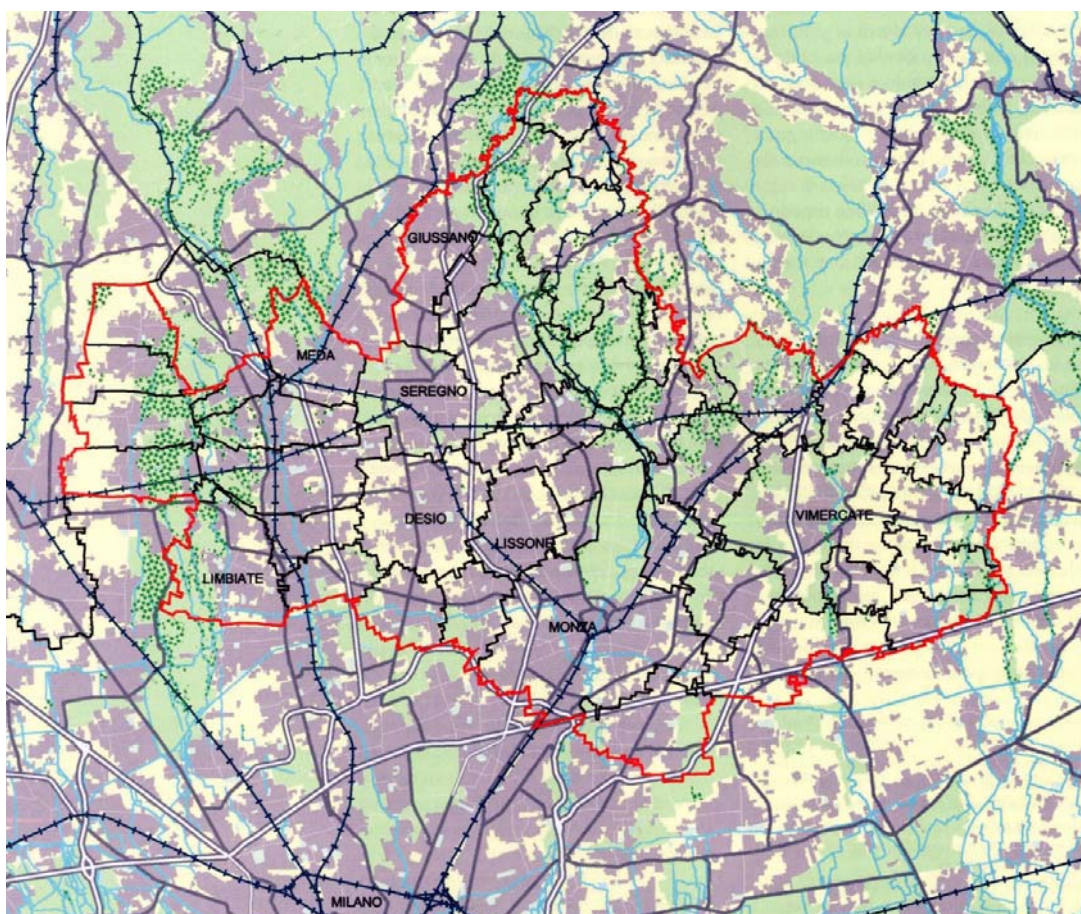 GIUSSANO
MEDA
SEREGNO
DESIO
LISSONE
VIMERCATE
LIMBIATE
MONZA
MILANO